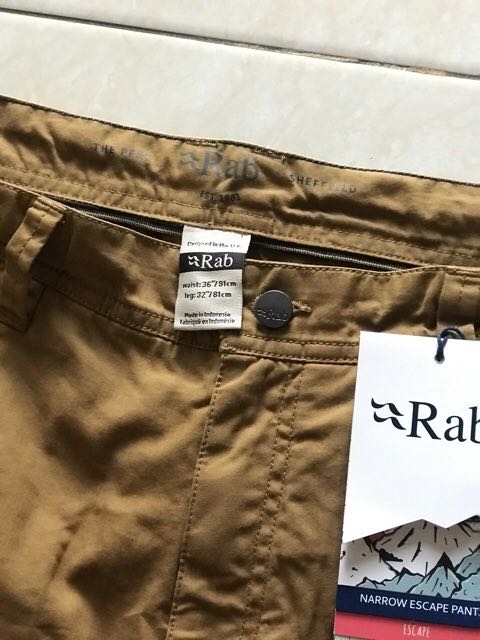 THE PEAK
Rab
SHEFFIELD
EST. 1981
Designed in the U.K
Rab
waist:36"/91cm
leg:32"/81cm
Made in Indonesia
Fabriqué en Indonésie
Rab
Rab
NARROW ESCAPE PANTS
ESCAPE